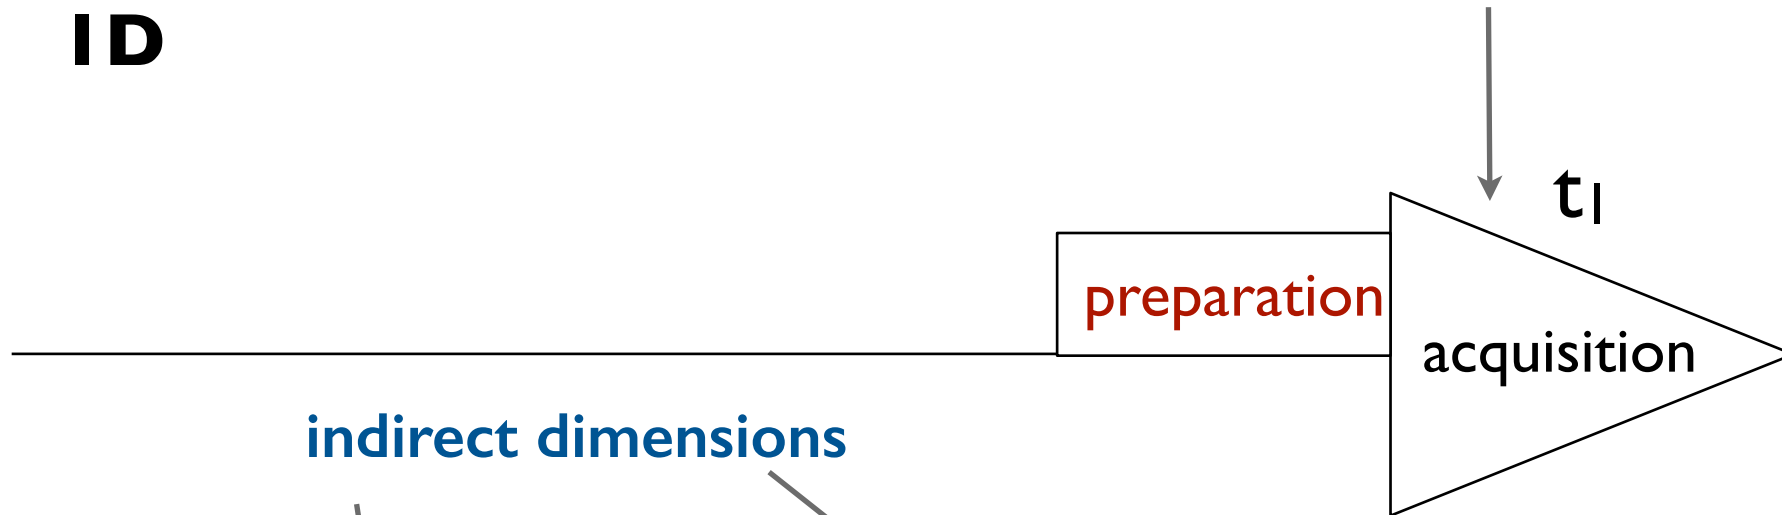 1D
t1
preparation
acquisition
indirect dimensions